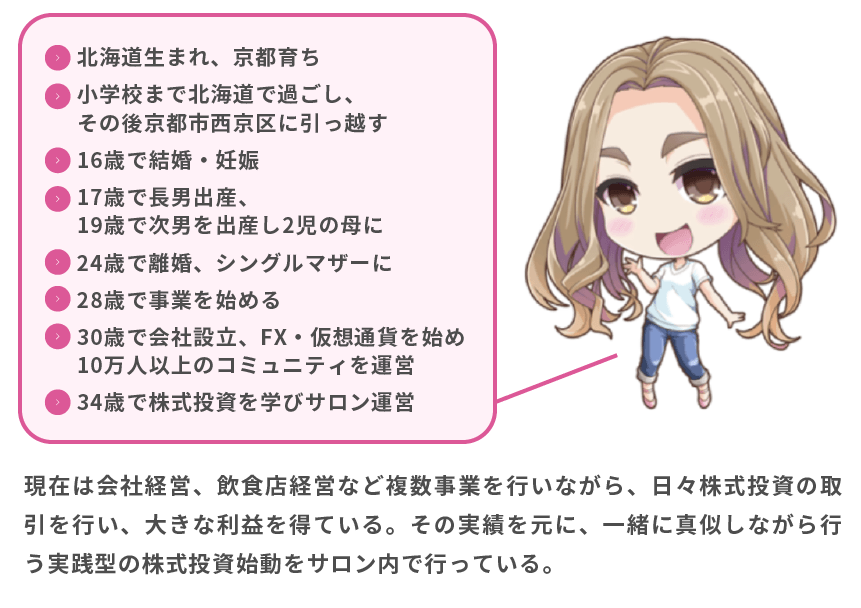 北海道生まれ、京都育ち
小学校まで北海道で過ごし、
その後京都市西京区に引っ越す
16歳で結婚・妊娠
17歳で長男出産、
19歳で次男を出産し2児の母に
24歳で離婚、シングルマザーに
28歳で事業を始める
30歳で会社設立、FX・仮想通貨を始め
10万人以上のコミュニティを運営
34歳で株式投資を学びサロン運営
現在は会社経営、飲食店経営など複数事業を行いながら、日々株式投資の取
引を行い、大きな利益を得ている。その実績を元に、一緒に真似しながら行
う実践型の株式投資始動をサロン内で行っている。